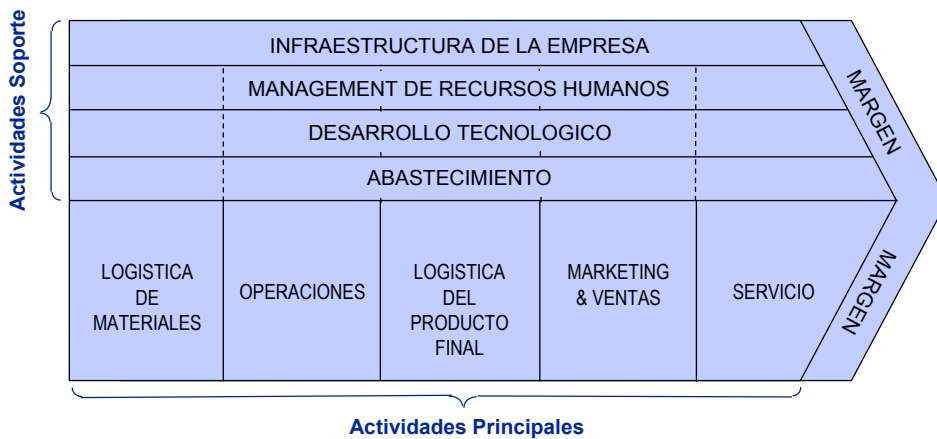 Actividades Soporte
INFRAESTRUCTURA DE LA EMPRESA
MANAGEMENT DE RECURSOS HUMANOS
DESARROLLO TECNOLOGICO
ABASTECIMIENTO
MARGEN
LOGISTICA
DE
MATERIALES
OPERACIONES
LOGISTICA
DEL
PRODUCTO
FINAL
MARKETING
& VENTAS
SERVICIO
MARGEN
Actividades Principales